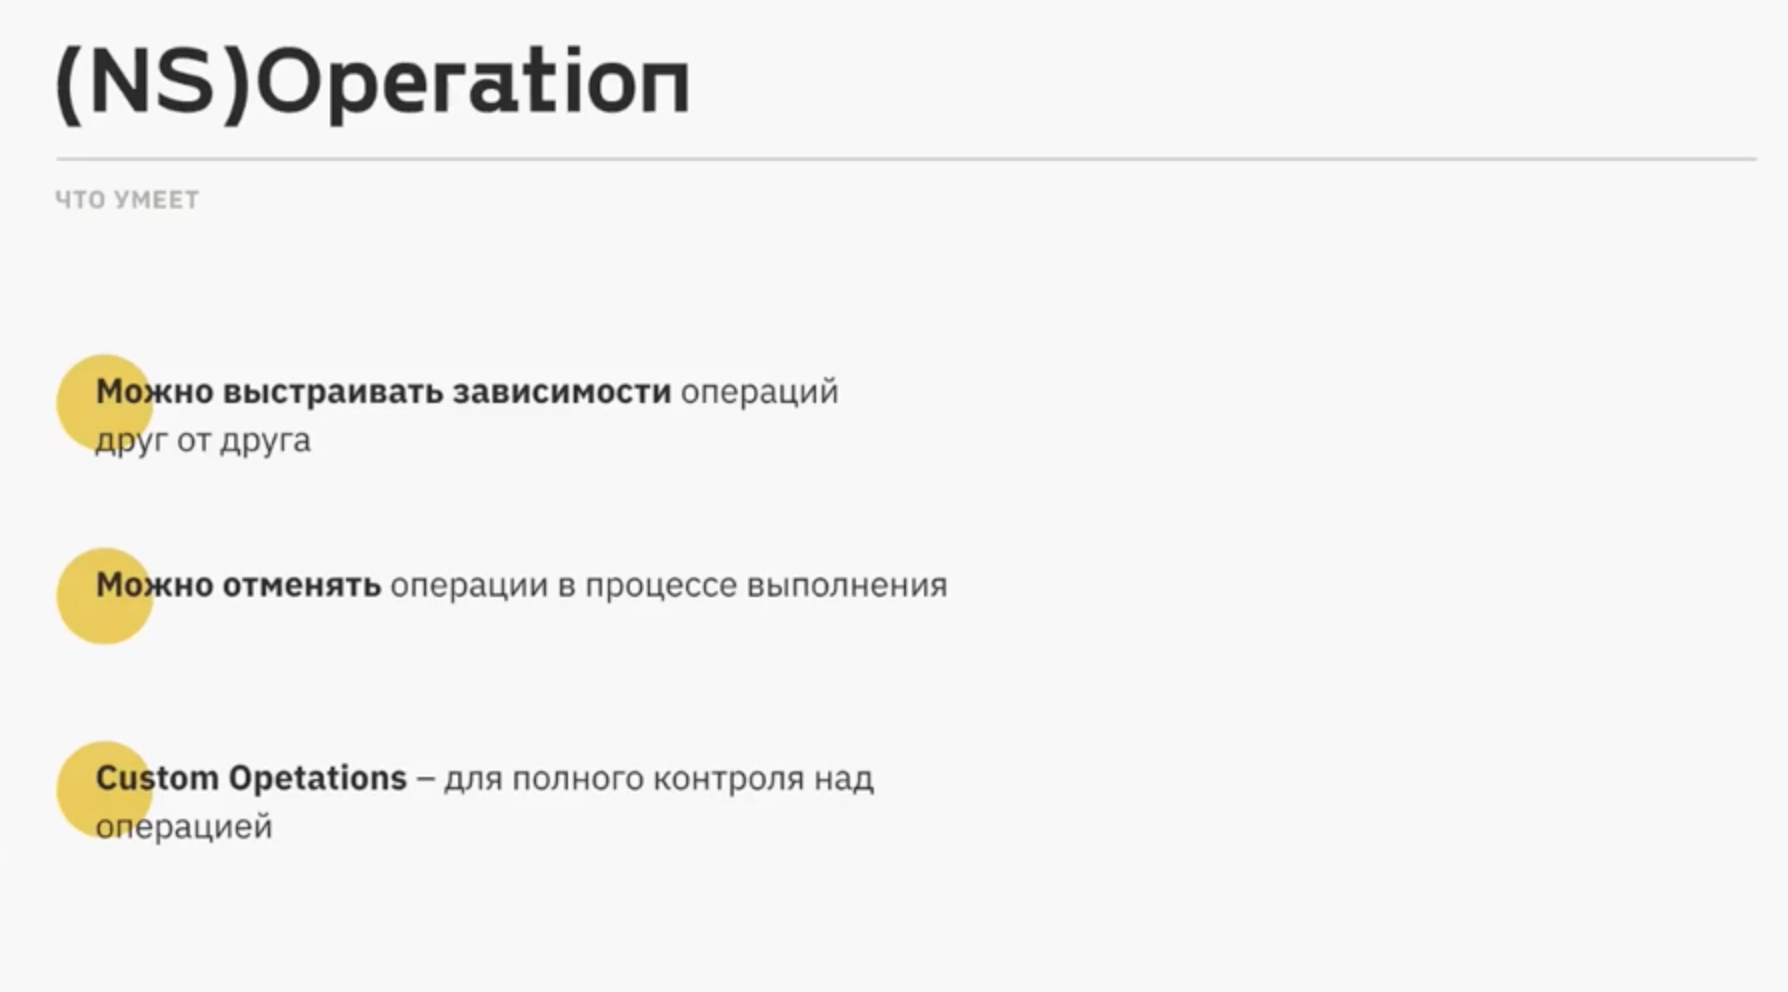 (NS)Operation
ЧТО УМЕЕТ
Можно выстраивать зависимости операций
друг от друга
Можно отменять операции в процессе выполнения
Custom Opetations – для полного контроля над
операцией